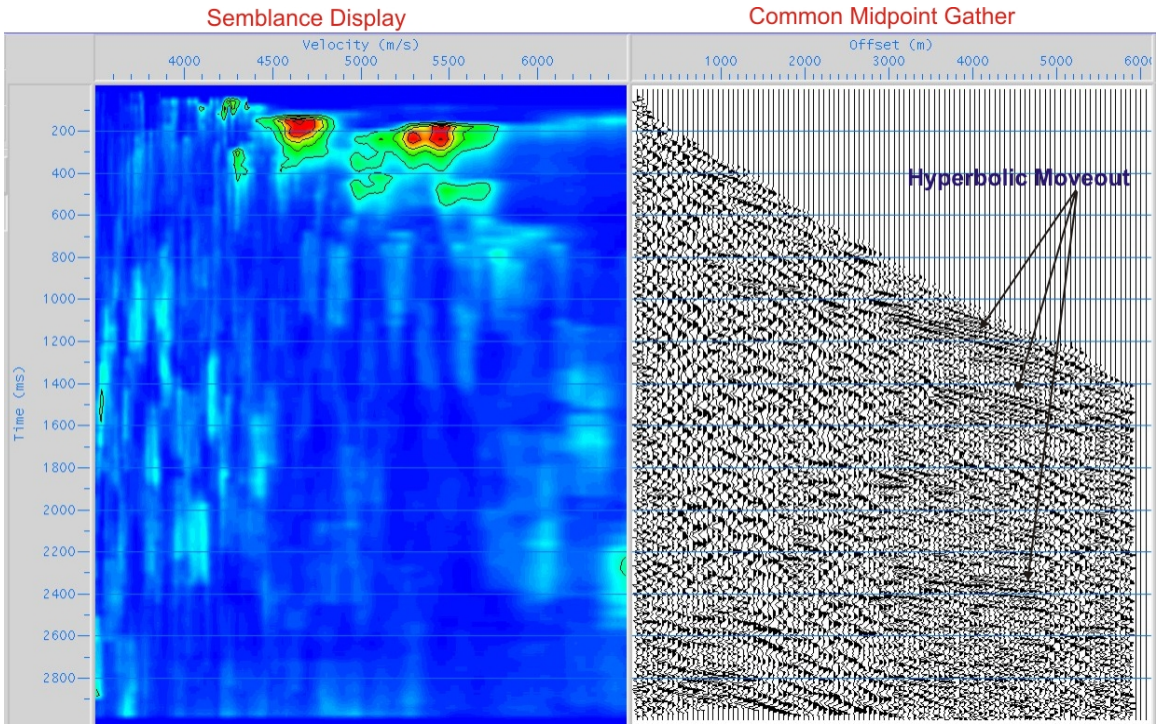 Semblance Display
Common Midpoint Gather
Velocity (m/s)
4000 4500 5000 5500 6000
Offset (m)
1000 2000 3000 4000 5000 6000
Time (ms)
200
400
600
800
1000
1200
1400
1600
1800
2000
2200
2400
2600
2800
Hyperbolic Moveout